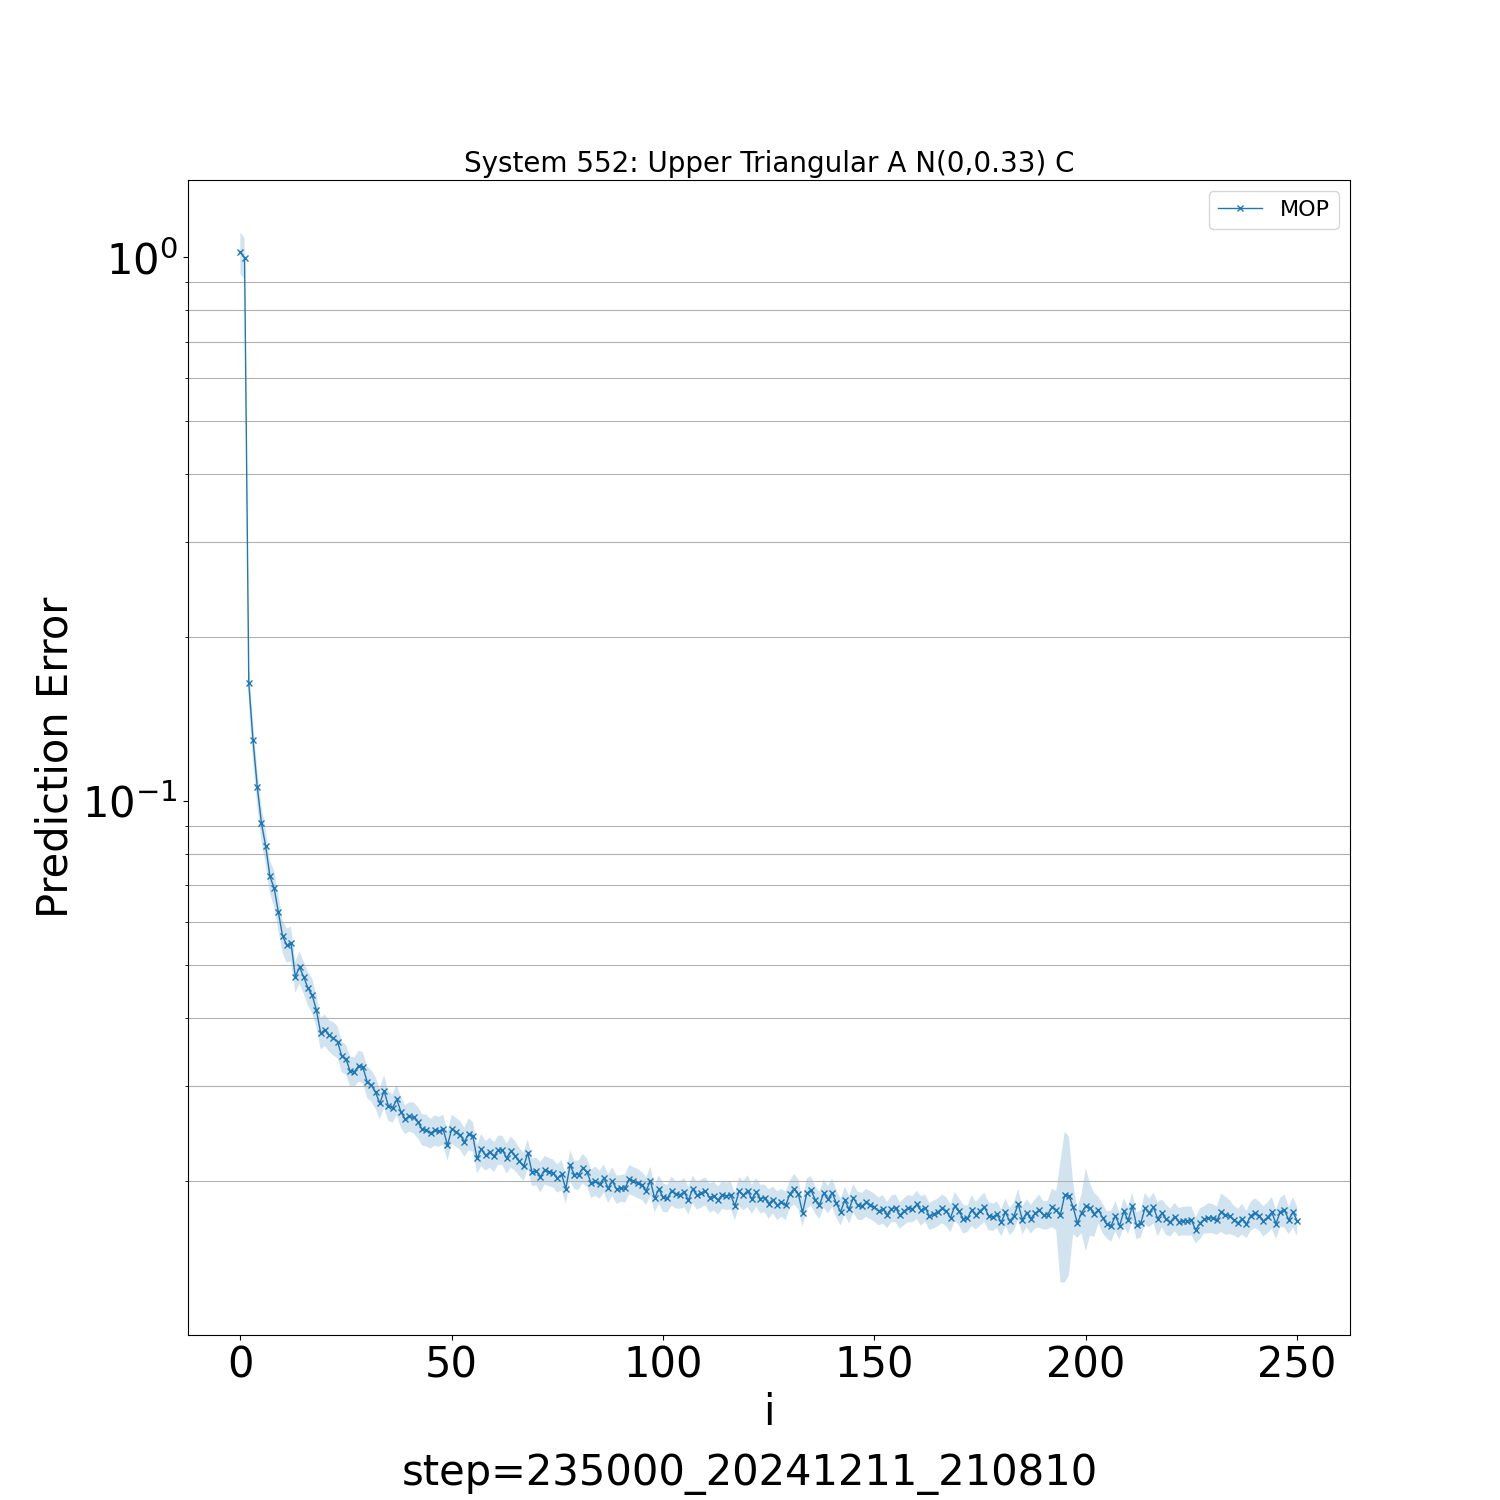 System 552: Upper Triangular A N(0,0.33) C
MOP
10⁰
10⁻¹
Prediction Error
0 50 100 150 200 250
i
step=235000_20241211_210810